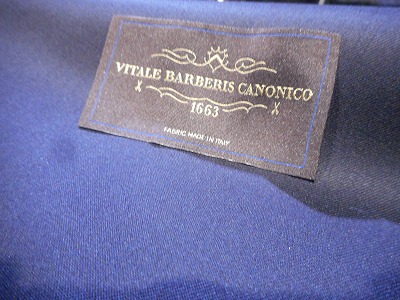 VITALE BARBERIS CANONICO
1663
FABRIC MADE IN ITALY